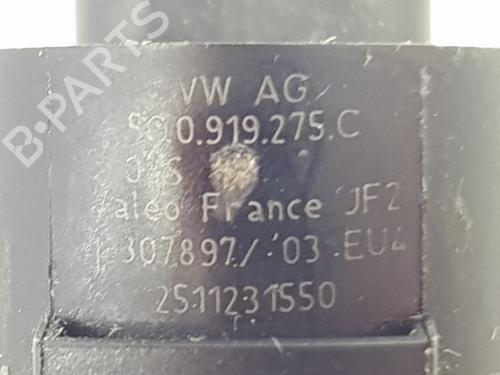 VW AG
5Q0.919.275.C
Valeo France JF2
307897/ 03 EU4
2511231550
B-PARTS